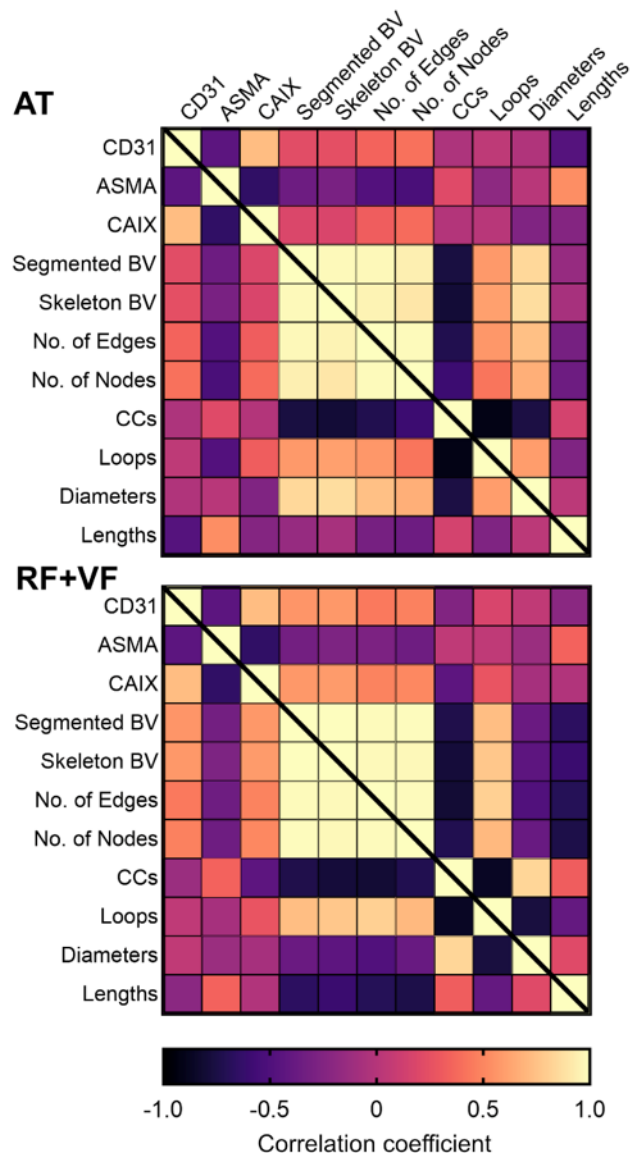 CD31
ASMA
CAIX
Segmented BV
Skeleton BV
No. of Edges
No. of Nodes
CCs
Loops
Diameters
Lengths
AT
CD31
ASMA
CAIX
Segmented BV
Skeleton BV
No. of Edges
No. of Nodes
CCs
Loops
Diameters
Lengths
RF+VF
CD31
ASMA
CAIX
Segmented BV
Skeleton BV
No. of Edges
No. of Nodes
CCs
Loops
Diameters
Lengths
-1.0 -0.5 0 0.5 1.0
Correlation coefficient